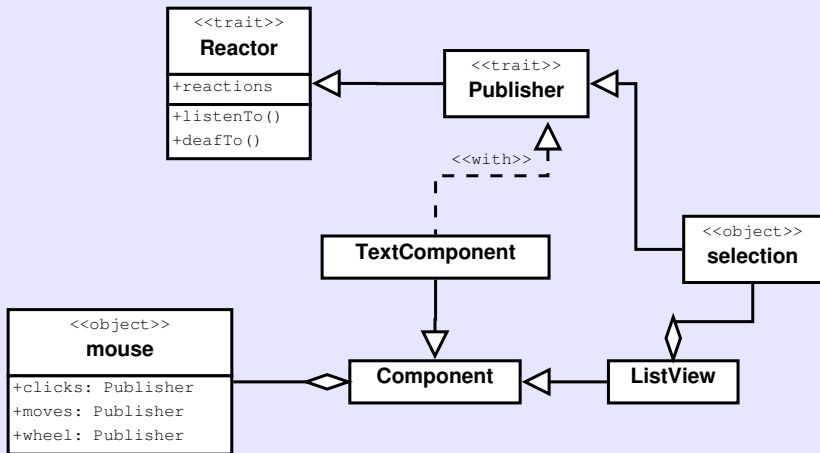 <<trait>>
Reactor
+reactions
+listenTo()
+deafTo()
<<trait>>
Publisher
<<with>>
TextComponent
<<object>>
selection
<<object>>
mouse
+clicks: Publisher
+moves: Publisher
+wheel: Publisher
Component
ListView